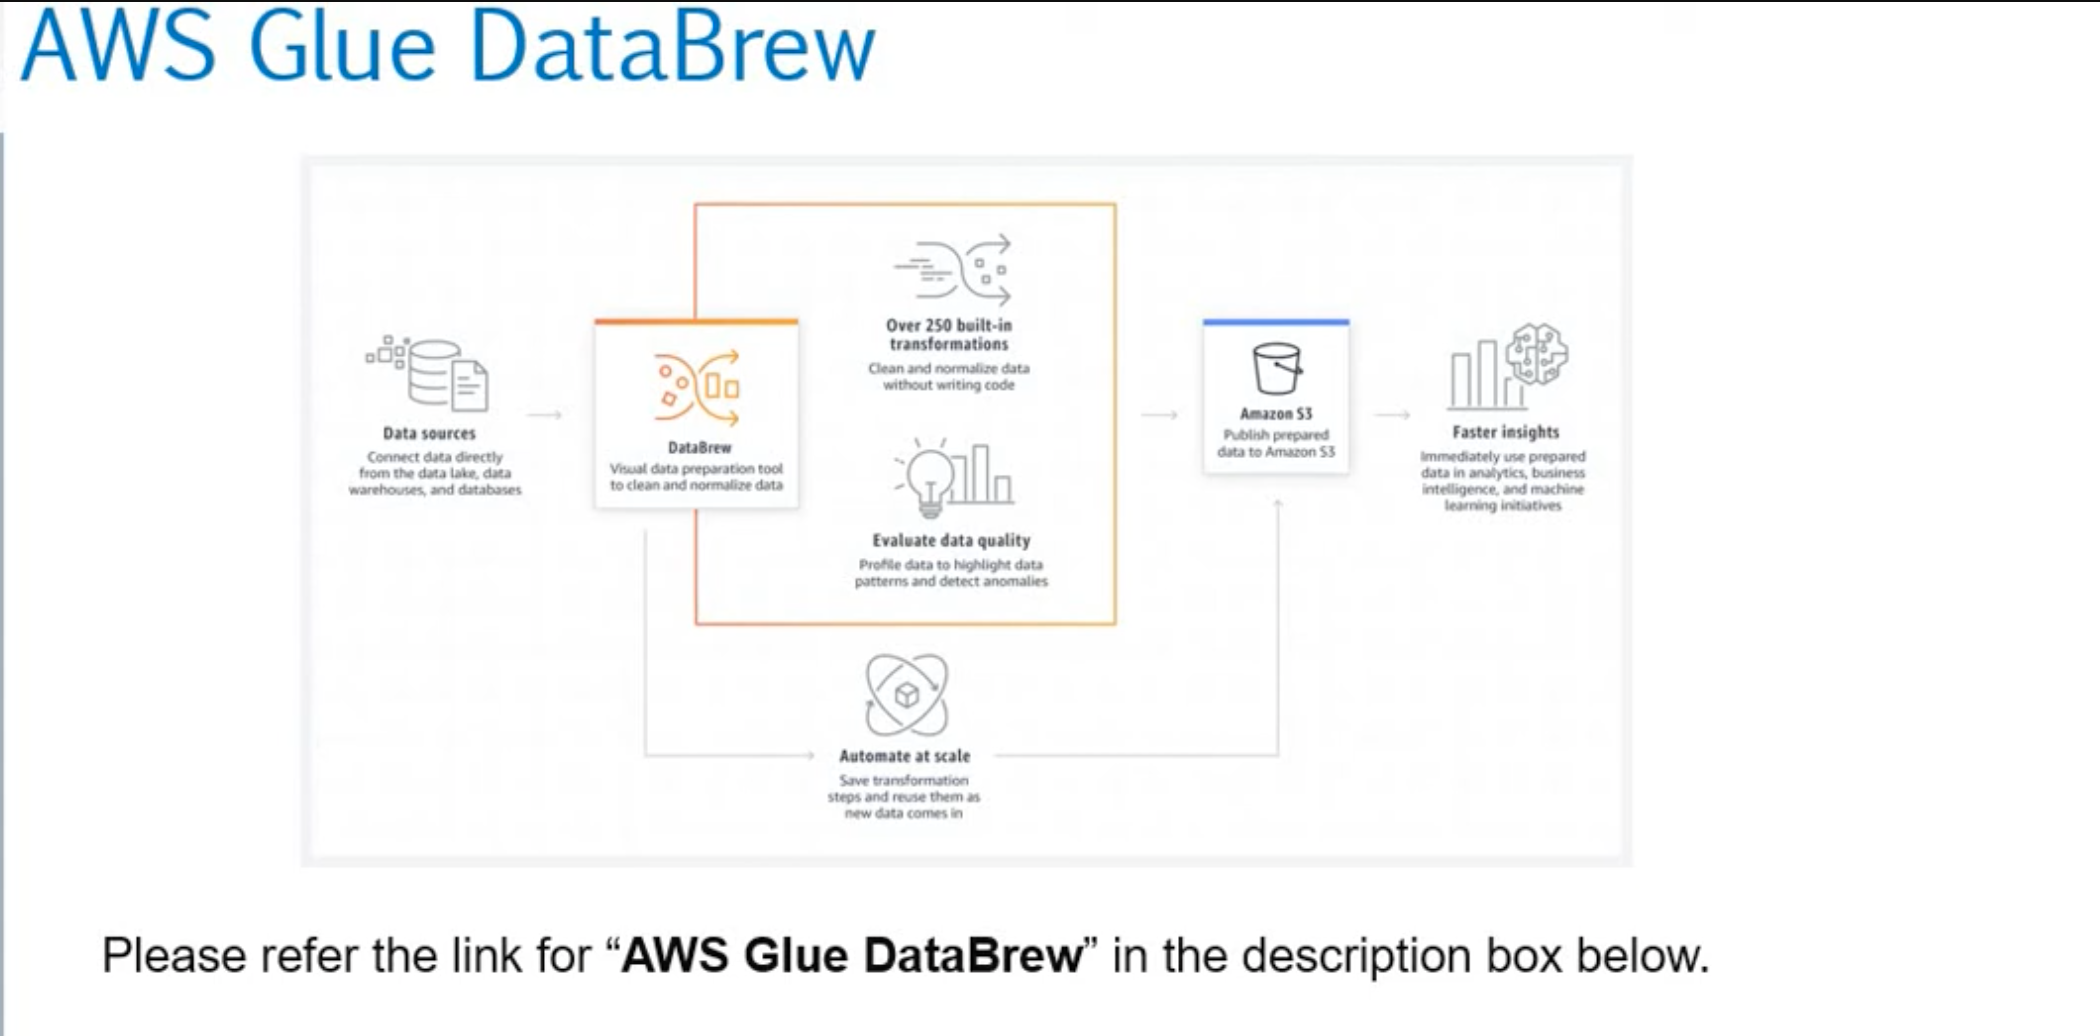 AWS Glue DataBrew
Data sources
Connect data directly
from the data lake, data
warehouses, and databases
DataBrew
Visual data preparation tool
to clean and normalize data
Over 250 built-in
transformations
Clean and normalize data
without writing code
Evaluate data quality
Profile data to highlight data
patterns and detect anomalies
Automate at scale
Save transformation
steps and reuse them as
new data comes in
Amazon S3
Publish prepared
data to Amazon S3
Faster insights
Immediately use prepared
data in analytics, business
intelligence, and machine
learning initiatives
Please refer the link for “AWS Glue DataBrew” in the description box below.